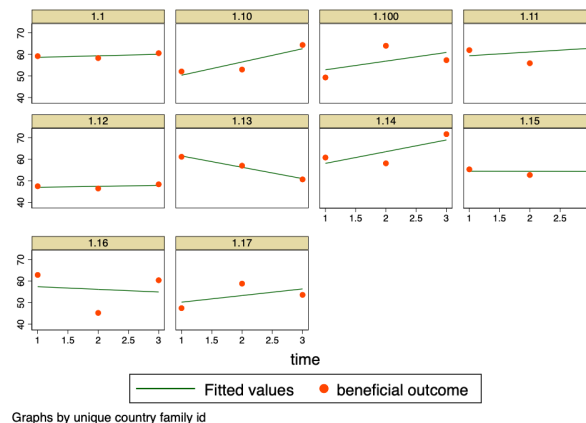 1.1 1.10 1.100 1.11
70
60
50
40
1.12 1.13 1.14 1.15
70
60
50
40
1 1.5 2 2.5 3 1 1.5 2 2.5
1.16 1.17
70
60
50
40
1 1.5 2 2.5 3 1 1.5 2 2.5 3
time
Fitted values beneficial outcome
Graphs by unique country family id